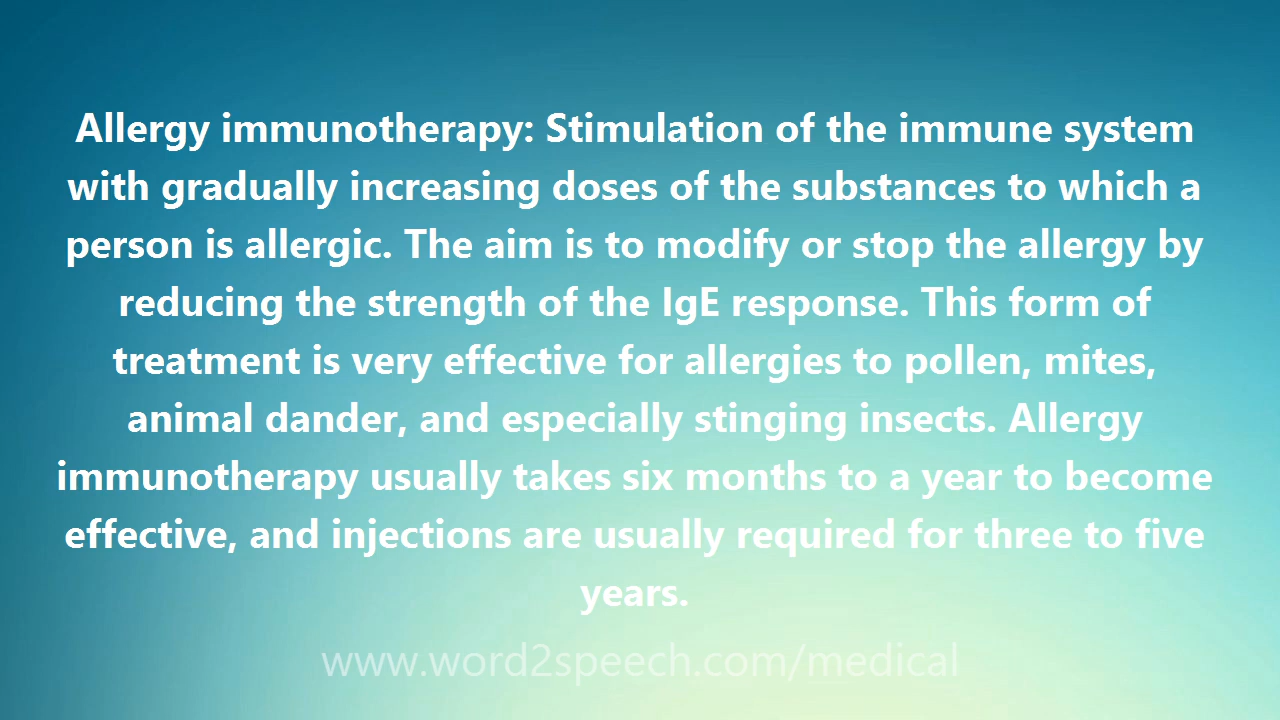 Allergy immunotherapy: Stimulation of the immune system
with gradually increasing doses of the substances to which a
person is allergic. The aim is to modify or stop the allergy by
reducing the strength of the IgE response. This form of
treatment is very effective for allergies to pollen, mites,
animal dander, and especially stinging insects. Allergy
immunotherapy usually takes six months to a year to become
effective, and injections are usually required for three to five
years.
www.word2speech.com/medical